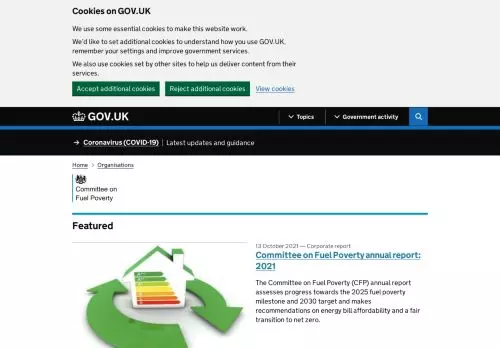 Cookies on GOV.UK
We use some essential cookies to make this website work.
We'd like to set additional cookies to understand how you use GOV.UK,
remember your settings and improve government services.
We also use cookies set by other sites to help us deliver content from their
services.
Accept additional cookies
Reject additional cookies
View cookies
GOV.UK
Topics
Government activity
→ Coronavirus (COVID-19)
Latest updates and guidance
Home > Organisations
Committee on
Fuel Poverty
Featured
13 October 2021 — Corporate report
Committee on Fuel Poverty annual report:
2021
The Committee on Fuel Poverty (CFP) annual report
assesses progress towards the 2025 fuel poverty
milestone and 2030 target and makes
recommendations on energy bill affordability and a fair
transition to net zero.